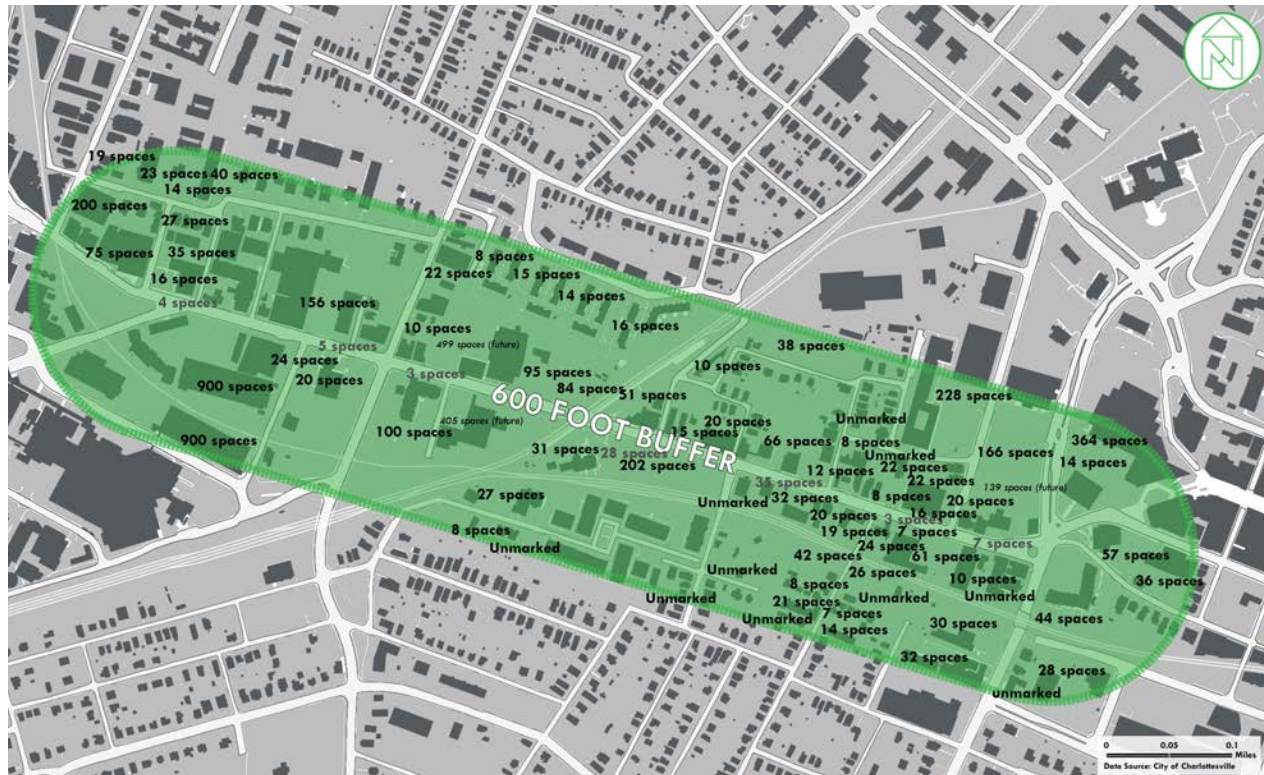 N
19 spaces
23 spaces 40 spaces
14 spaces
200 spaces
27 spaces
75 spaces 35 spaces
8 spaces
22 spaces 15 spaces
16 spaces
14 spaces
4 spaces 156 spaces
16 spaces
10 spaces
499 spaces (future)
38 spaces
5 spaces
24 spaces
10 spaces
3 spaces 95 spaces
20 spaces
900 spaces
84 spaces
51 spaces
228 spaces
600 FOOT BUFFER
405 spaces (future)
20 spaces
Unmarked
100 spaces
15 spaces
900 spaces
66 spaces 8 spaces
364 spaces
31 spaces 28 spaces
Unmarked
166 spaces
202 spaces
12 spaces 22 spaces
14 spaces
35 spaces 22 spaces
139 spaces (future)
27 spaces
Unmarked
32 spaces 8 spaces
20 spaces
20 spaces
16 spaces
3 spaces
8 spaces
19 spaces 7 spaces
Unmarked
24 spaces
7 spaces
42 spaces
61 spaces
57 spaces
Unmarked
26 spaces
10 spaces
36 spaces
8 spaces
Unmarked
21 spaces
Unmarked
Unmarked
Unmarked
7 spaces
44 spaces
14 spaces
30 spaces
32 spaces
28 spaces
unmarked
0 0.05 0.1
Miles
Data Source: City of Charlottesville